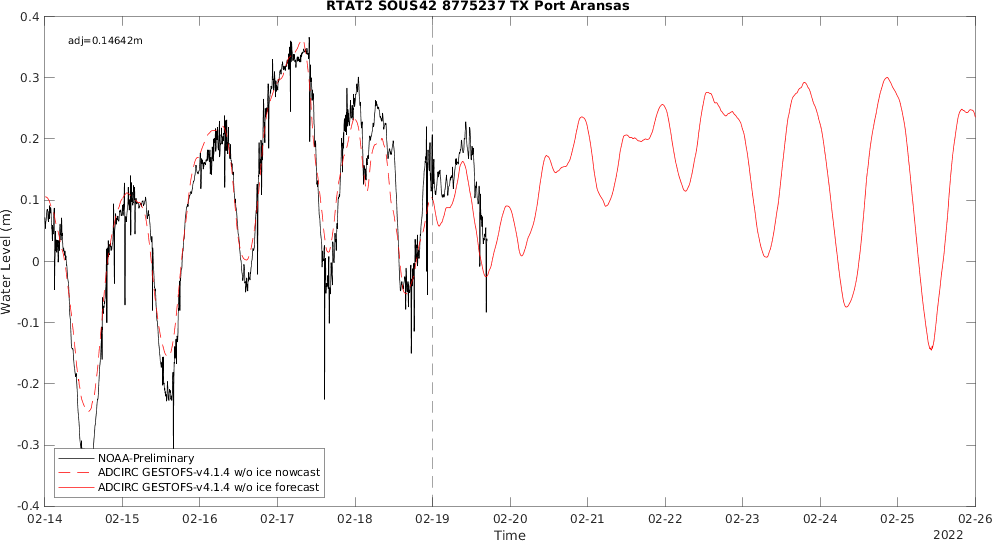 RTAT2 SOUS42 8775237 TX Port Aransas
adj=0.14642m
0.4
0.3
0.2
0.1
0
-0.1
-0.2
-0.3
-0.4
Water Level (m)
NOAA-Preliminary
ADCIRC GESTOFS-v4.1.4 w/o ice nowcast
ADCIRC GESTOFS-v4.1.4 w/o ice forecast
02-14 02-15 02-16 02-17 02-18 02-19 02-20 02-21 02-22 02-23 02-24 02-25 02-26
Time
2022